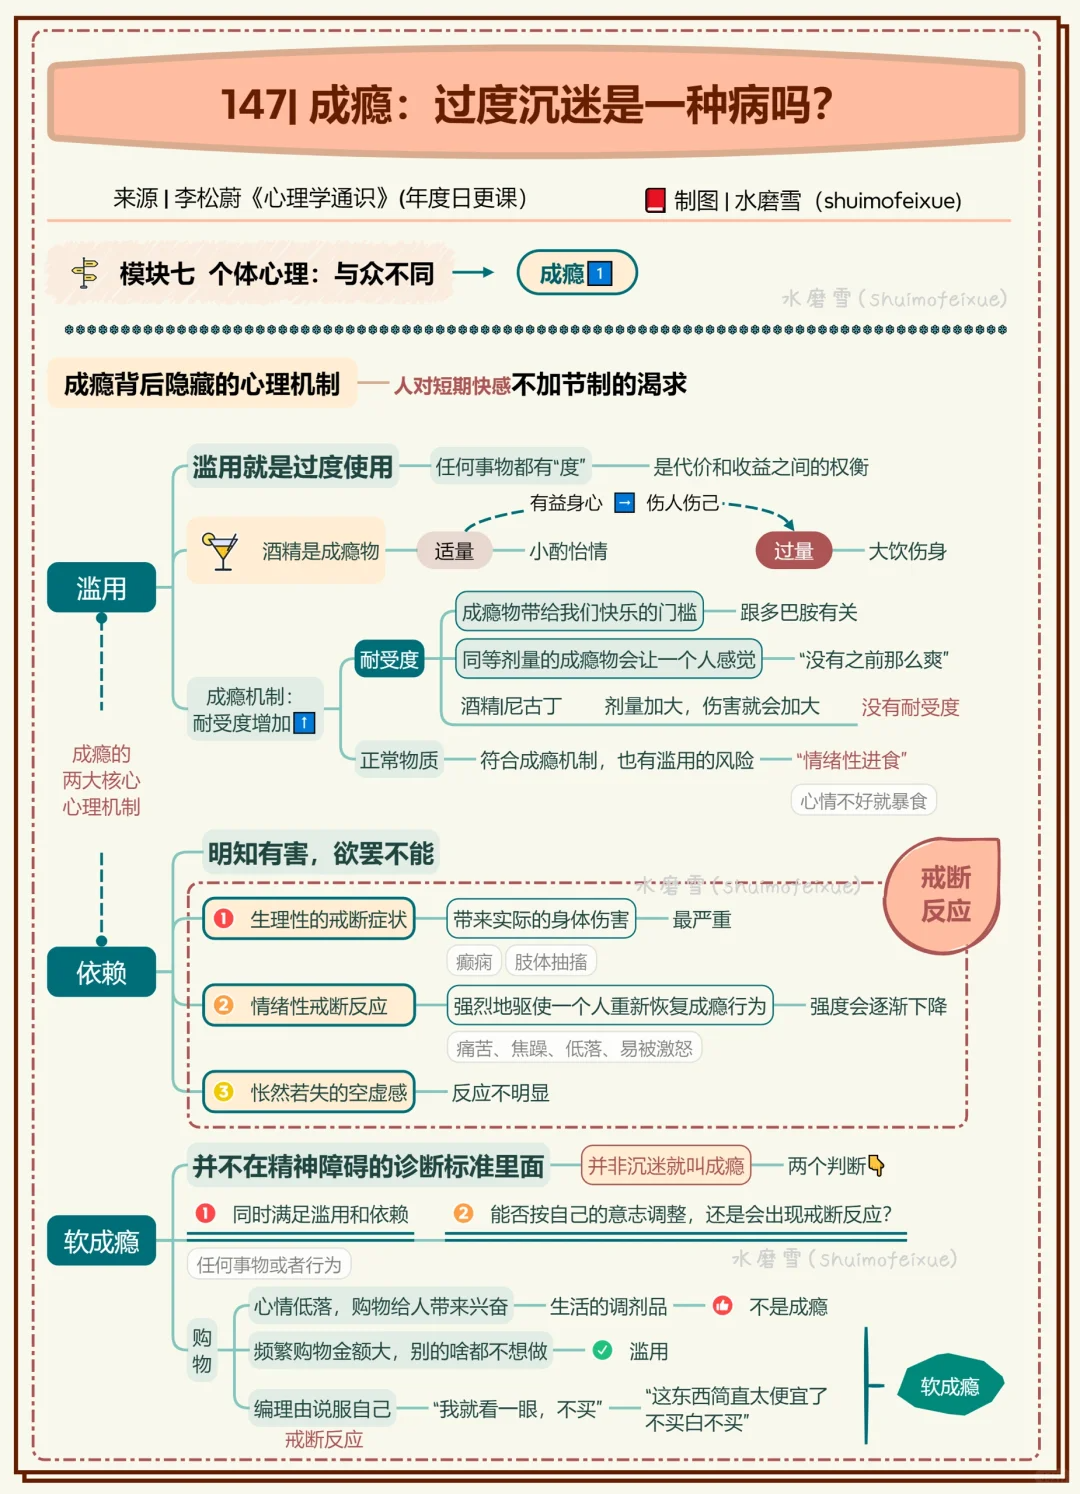 147| 成瘾：过度沉迷是一种病吗？
来源 | 李松蔚《心理学通识》（年度日更课）
制图 | 水磨雪（shuimofeixue）
模块七 个体心理：与众不同
成瘾 1
水磨雪（shuimofeixue）
成瘾背后隐藏的心理机制
人对短期快感不加节制的渴求
滥用就是过度使用
任何事物都有“度”
是代价和收益之间的权衡
有益身心 → 伤人伤己
酒精是成瘾物
适量
小酌怡情
过量
大饮伤身
滥用
成瘾物带给我们快乐的门槛
跟多巴胺有关
耐受度
同等剂量的成瘾物会让一个人感觉
“没有之前那么爽”
成瘾机制：
耐受度增加↑
酒精|尼古丁
剂量加大，伤害就会加大
没有耐受度
正常物质
符合成瘾机制，也有滥用的风险
“情绪性进食”
心情不好就暴食
成瘾的
两大核心
心理机制
明知有害，欲罢不能
水磨雪（shuimofeixue）
戒断
反应
依赖
1 生理性的戒断症状
带来实际的身体伤害
最严重
癫痫
肢体抽搐
2 情绪性戒断反应
强烈地驱使一个人重新恢复成瘾行为
强度会逐渐下降
痛苦、焦躁、低落、易被激怒
3 怅然若失的空虚感
反应不明显
并不在精神障碍的诊断标准里面
并非沉迷就叫成瘾
两个判断👇
软成瘾
1 同时满足滥用和依赖
2 能否按自己的意志调整，还是会出现戒断反应？
任何事物或者行为
水磨雪（shuimofeixue）
购
物
心情低落，购物给人带来兴奋
生活的调剂品
不是成瘾
频繁购物金额大，别的啥都不想做
滥用
编理由说服自己
戒断反应
“我就看一眼，不买”
“这东西简直太便宜了
不买白不买”
软成瘾